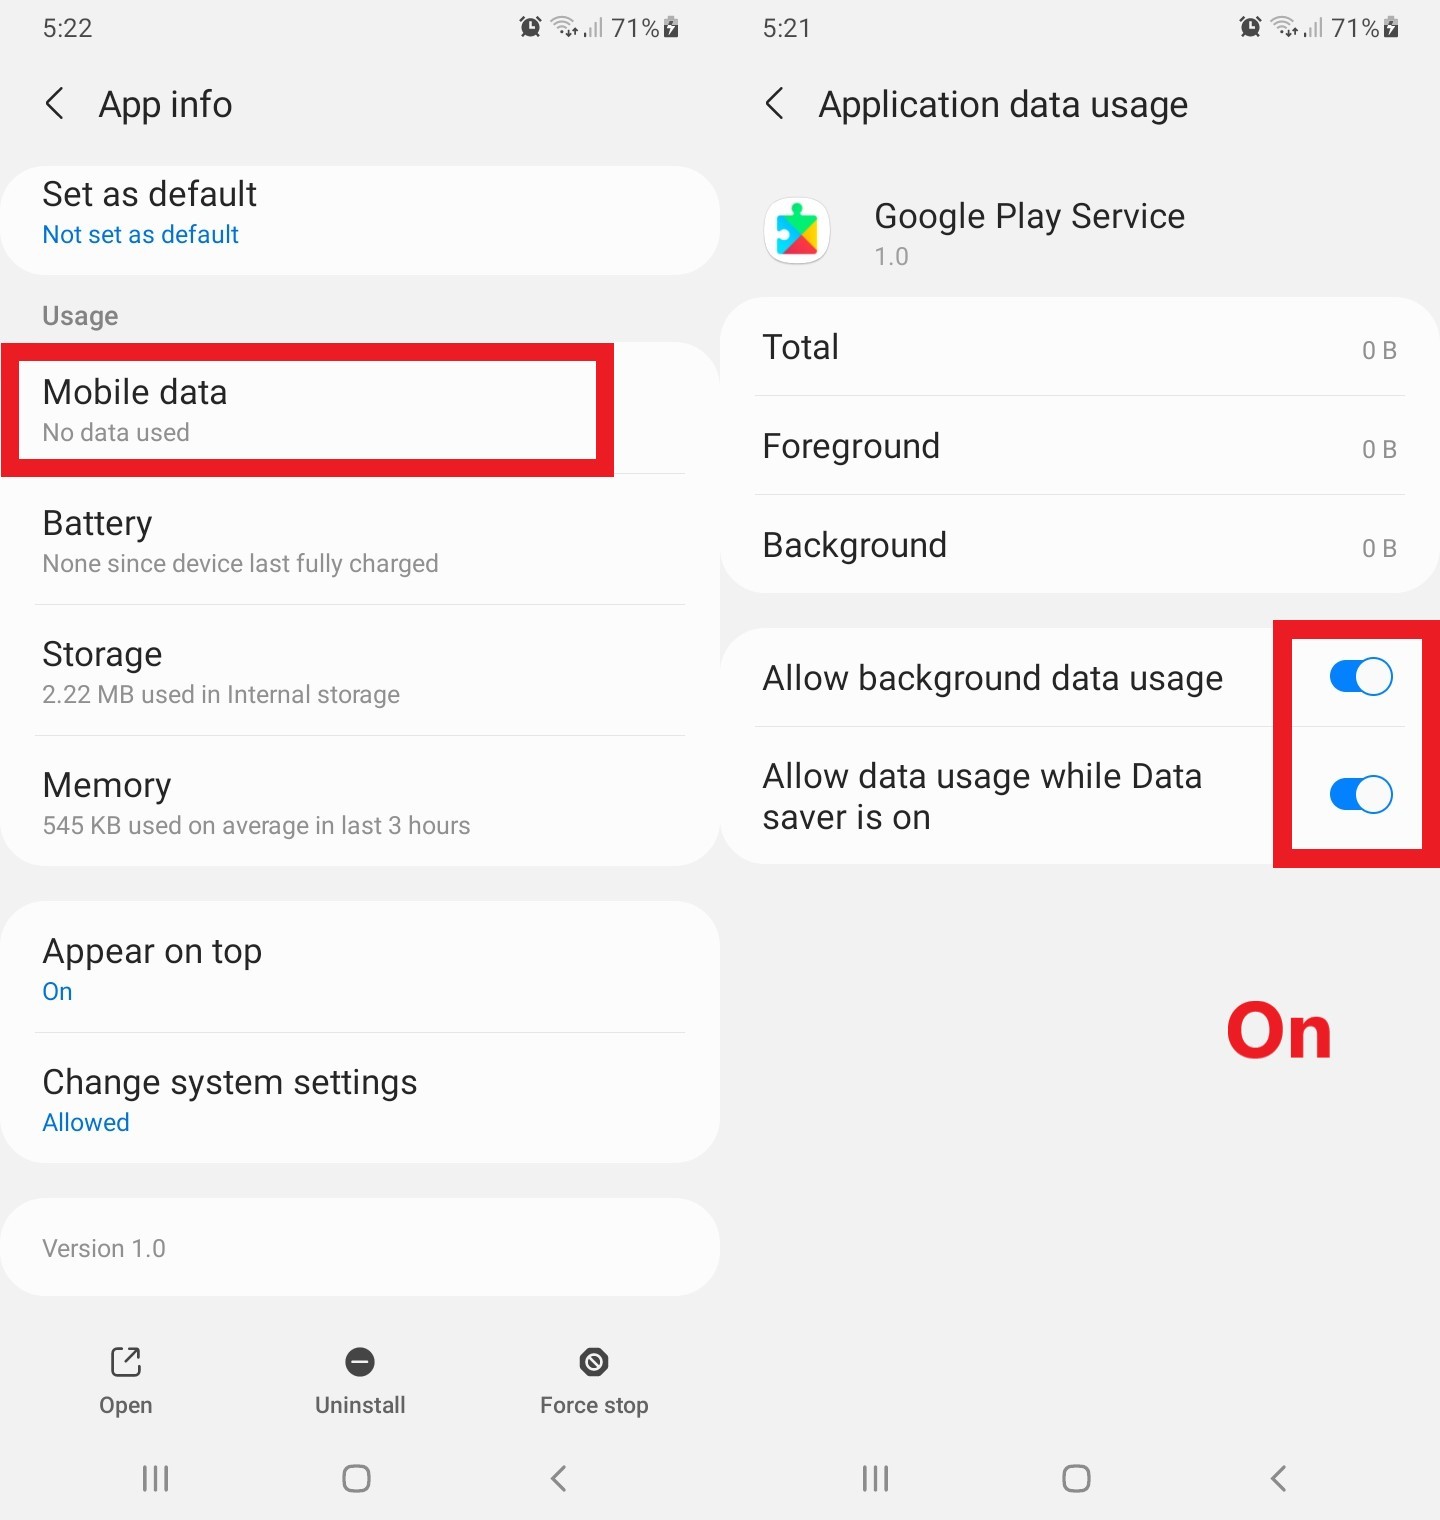 5:22
71%
App info
Set as default
Not set as default
Usage
Mobile data
No data used
Battery
None since device last fully charged
Storage
2.22 MB used in Internal storage
Memory
545 KB used on average in last 3 hours
Appear on top
On
Change system settings
Allowed
Version 1.0
Open
Uninstall
Force stop
5:21
71%
Application data usage
Google Play Service
1.0
Total
0 B
Foreground
0 B
Background
0 B
Allow background data usage
Allow data usage while Data
saver is on
On